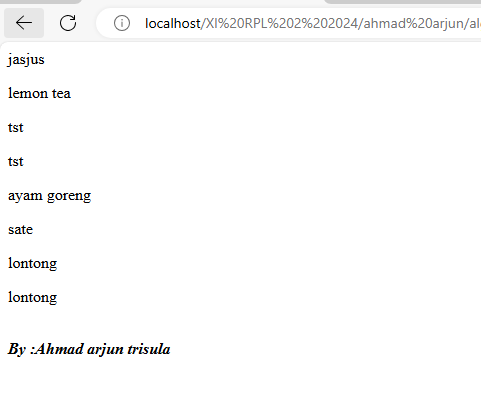 localhost/XI%20RPL%202%202024/ahmad%20arjun/al
jasjus
lemon tea
tst
tst
ayam goreng
sate
lontong
lontong
By :Ahmad arjun trisula